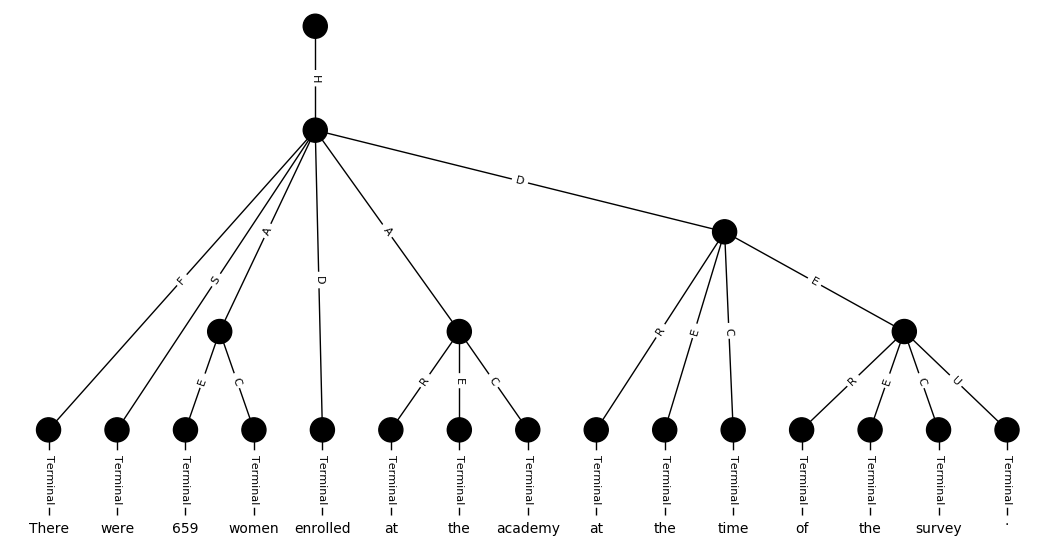 H
D
A
A
F
S
D
E
R
E
C
E
C
R
E
C
R
E
C
U
Terminal Terminal Terminal Terminal Terminal Terminal Terminal Terminal Terminal Terminal Terminal Terminal Terminal Terminal Terminal
There were 659 women enrolled at the academy at the time of the survey .